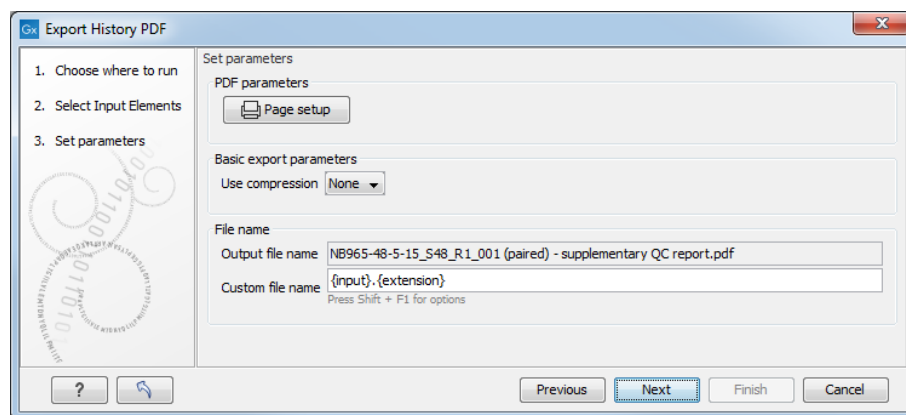 Gx Export History PDF
X
1. Choose where to run
2. Select Input Elements
3. Set parameters
Set parameters
PDF parameters
Page setup
Basic export parameters
Use compression None
File name
Output file name NB965-48-5-15_S48_R1_001 (paired) - supplementary QC report.pdf
Custom file name {input}.{extension}
Press Shift + F1 for options
? Previous Next Finish Cancel